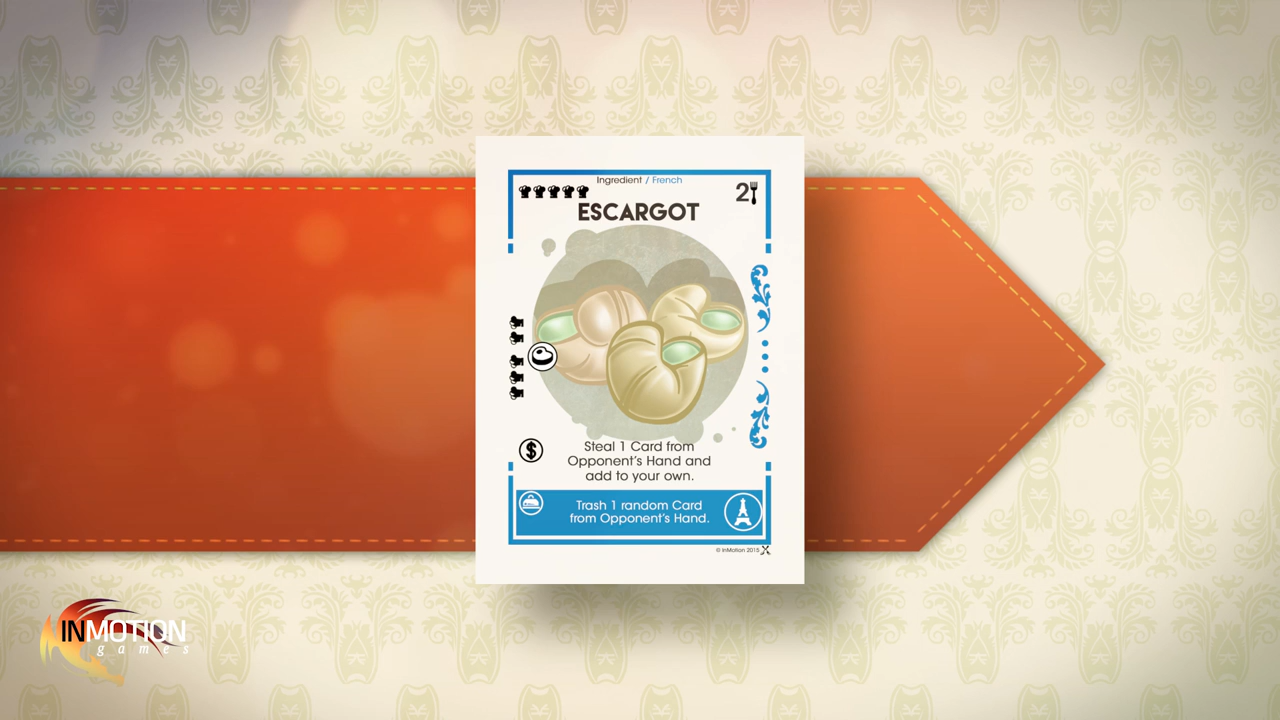 Ingredient / French
2
ESCARGOT
$
Steal 1 Card from
Opponent's Hand and
add to your own.
Trash 1 random Card
from Opponent's Hand.
© InMotion 2015
INMOTION
games